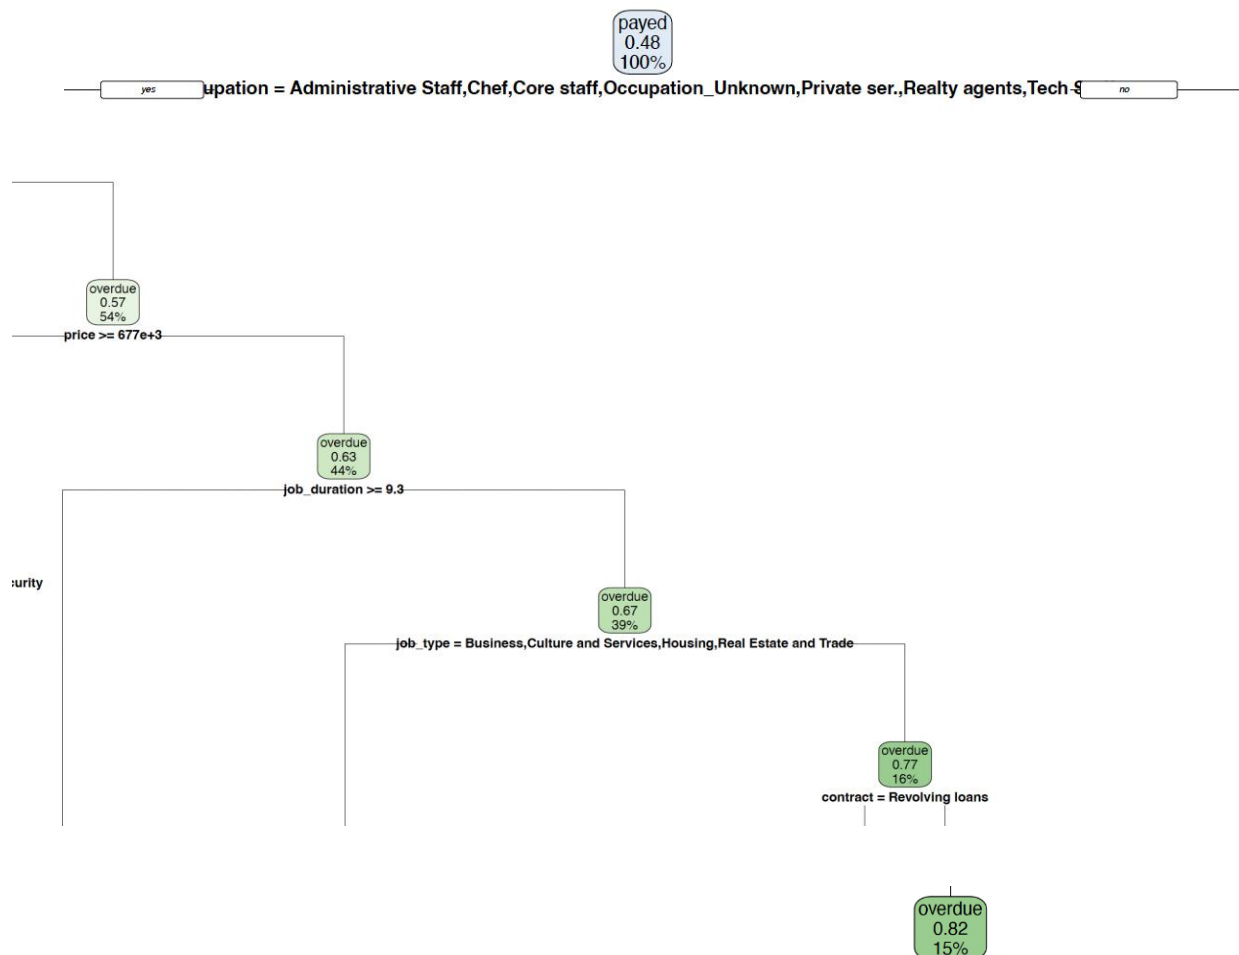 payed
0.48
100%
yes
upation = Administrative Staff,Chef,Core staff,Occupation_Unknown,Private ser.,Realty agents,Tech
no
overdue
0.57
54%
price >= 677e+3
overdue
0.63
44%
job_duration >= 9.3
curity
overdue
0.67
39%
job_type = Business,Culture and Services,Housing,Real Estate and Trade
overdue
0.77
16%
contract = Revolving loans
overdue
0.82
15%